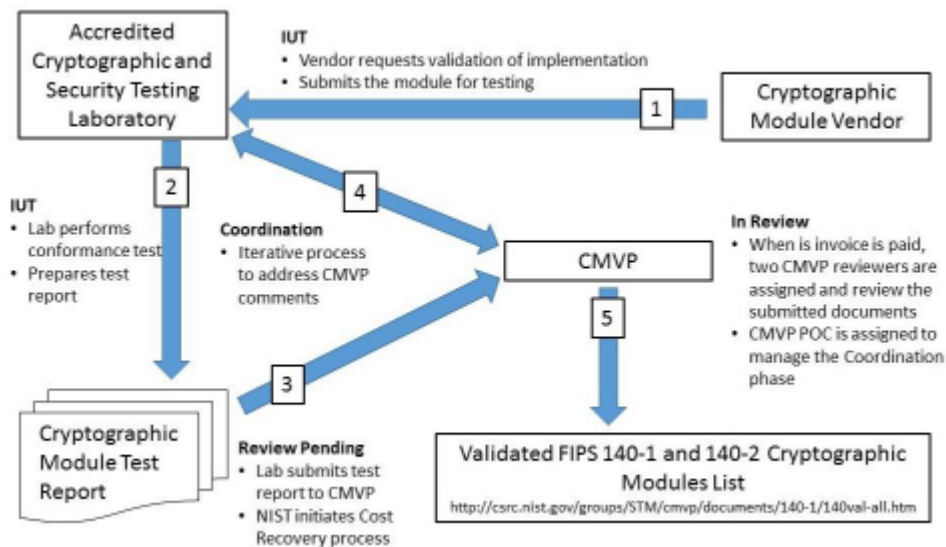 Accredited
Cryptographic and
Security Testing
Laboratory
IUT
• Vendor requests validation of implementation
• Submits the module for testing
1
Cryptographic
Module Vendor
2
IUT
• Lab performs
conformance test
• Prepares test
report
4
Coordination
• Iterative process
to address CMVP
comments
CMVP
In Review
• When is invoice is paid,
two CMVP reviewers are
assigned and review the
submitted documents
• CMVP POC is assigned to
manage the Coordination
phase
5
3
Cryptographic
Module Test
Report
Review Pending
• Lab submits test
report to CMVP
• NIST initiates Cost
Recovery process
Validated FIPS 140-1 and 140-2 Cryptographic
Modules List
http://csrc.nist.gov/groups/STM/cmvp/documents/140-1/140val-all.htm